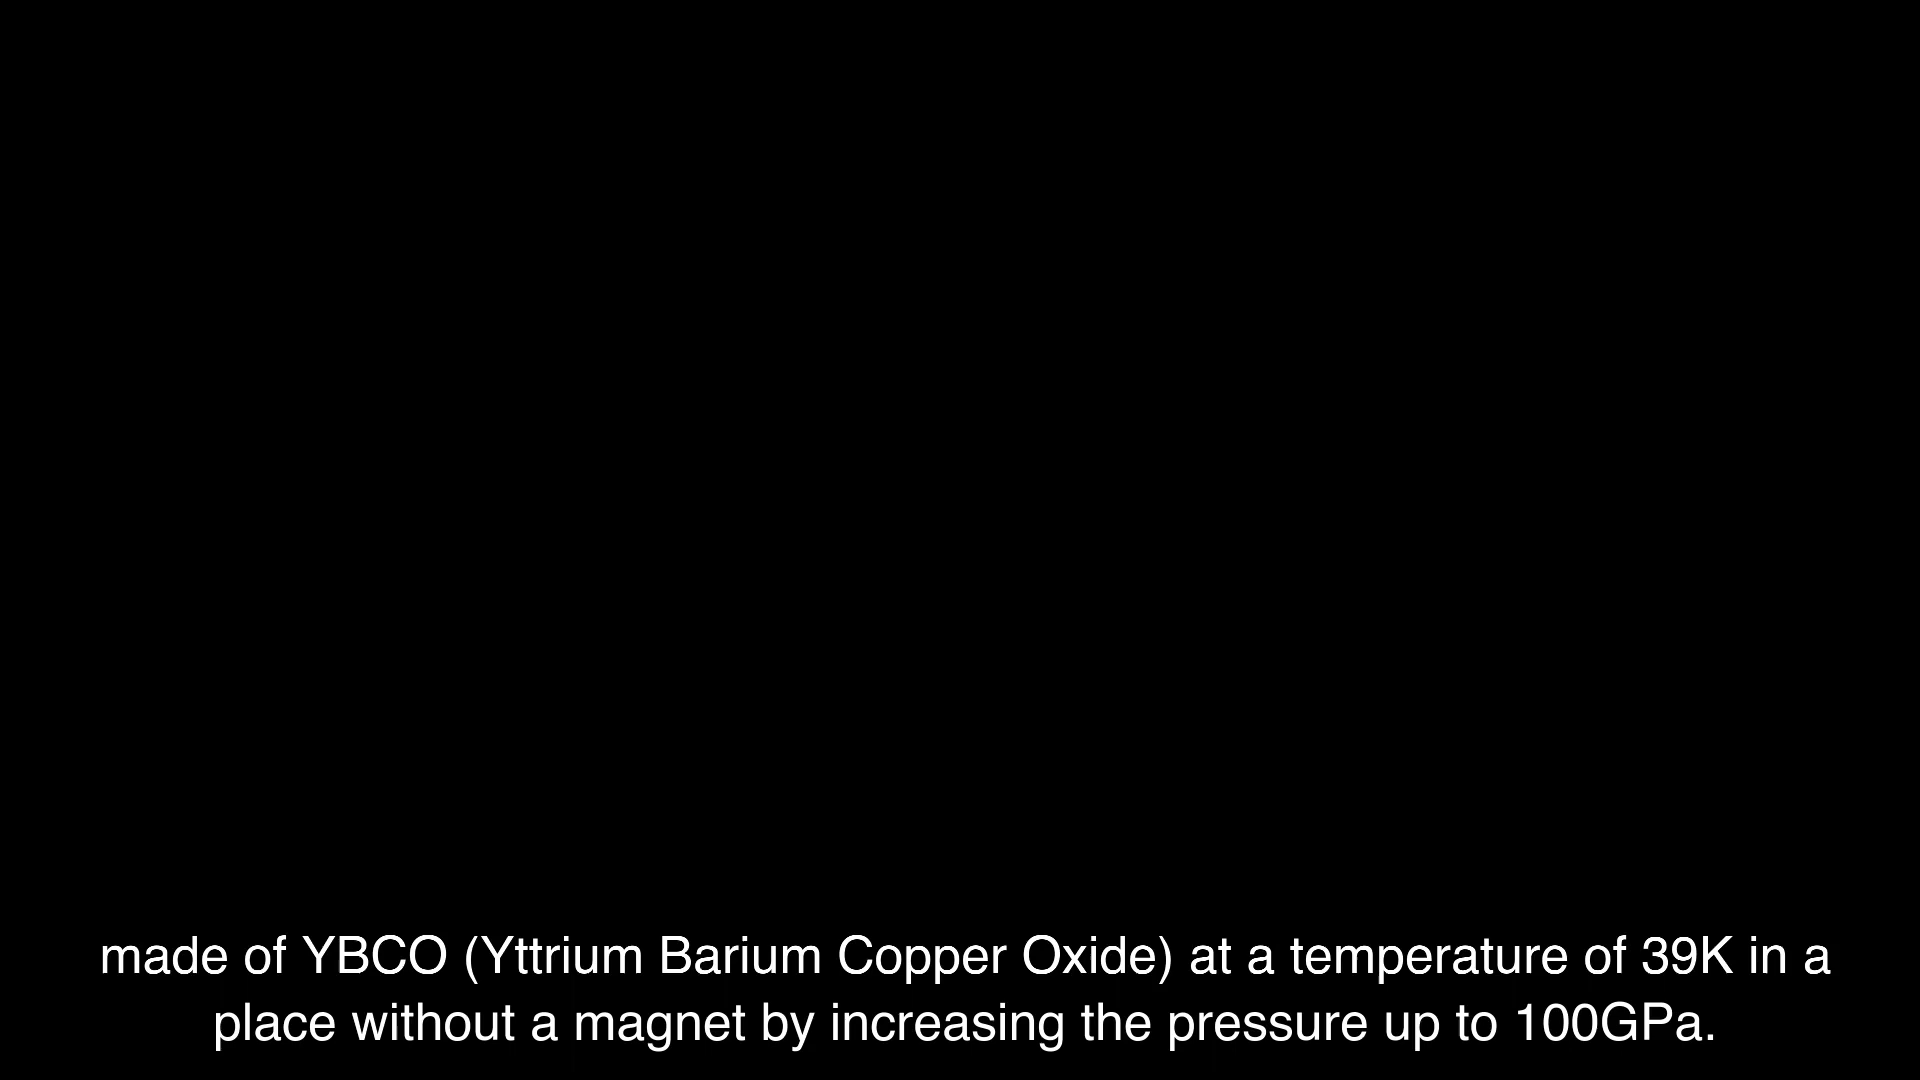 made of YBCO (Yttrium Barium Copper Oxide) at a temperature of 39K in a
place without a magnet by increasing the pressure up to 100GPa.